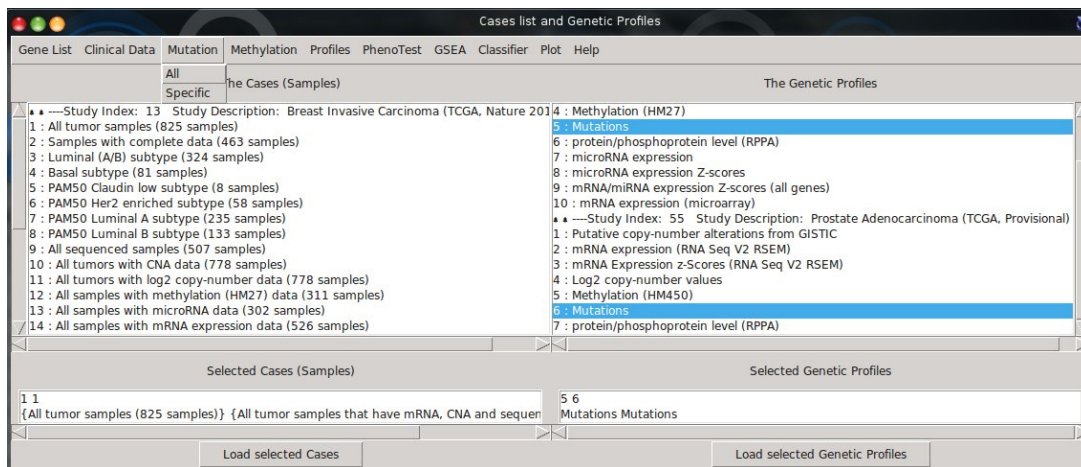 Cases list and Genetic Profiles
Gene List Clinical Data Mutation Methylation Profiles PhenoTest GSEA Classifier Plot Help
All
Specific
he Cases (Samples)
The Genetic Profiles
----Study Index: 13 Study Description: Breast Invasive Carcinoma (TCGA, Nature 201
1 : All tumor samples (825 samples)
2 : Samples with complete data (463 samples)
3 : Luminal (A/B) subtype (324 samples)
4 : Basal subtype (81 samples)
5 : PAM50 Claudin low subtype (8 samples)
6 : PAM50 Her2 enriched subtype (58 samples)
7 : PAM50 Luminal A subtype (235 samples)
8 : PAM50 Luminal B subtype (133 samples)
9 : All sequenced samples (507 samples)
10 : All tumors with CNA data (778 samples)
11 : All tumors with log2 copy-number data (778 samples)
12 : All samples with methylation (HM27) data (311 samples)
13 : All samples with microRNA data (302 samples)
14 : All samples with mRNA expression data (526 samples)
4 : Methylation (HM27)
5 : Mutations
6 : protein/phosphoprotein level (RPPA)
7 : microRNA expression
8 : microRNA expression Z-scores
9 : mRNA/miRNA expression Z-scores (all genes)
10 : mRNA expression (microarray)
----Study Index: 55 Study Description: Prostate Adenocarcinoma (TCGA, Provisional)
1 : Putative copy-number alterations from GISTIC
2 : mRNA expression (RNA Seq V2 RSEM)
3 : mRNA Expression z-Scores (RNA Seq V2 RSEM)
4 : Log2 copy-number values
5 : Methylation (HM450)
6 : Mutations
7 : protein/phosphoprotein level (RPPA)
Selected Cases (Samples)
1 1
{All tumor samples (825 samples)} {All tumor samples that have mRNA, CNA and sequen
Load selected Cases
Selected Genetic Profiles
5 6
Mutations Mutations
Load selected Genetic Profiles